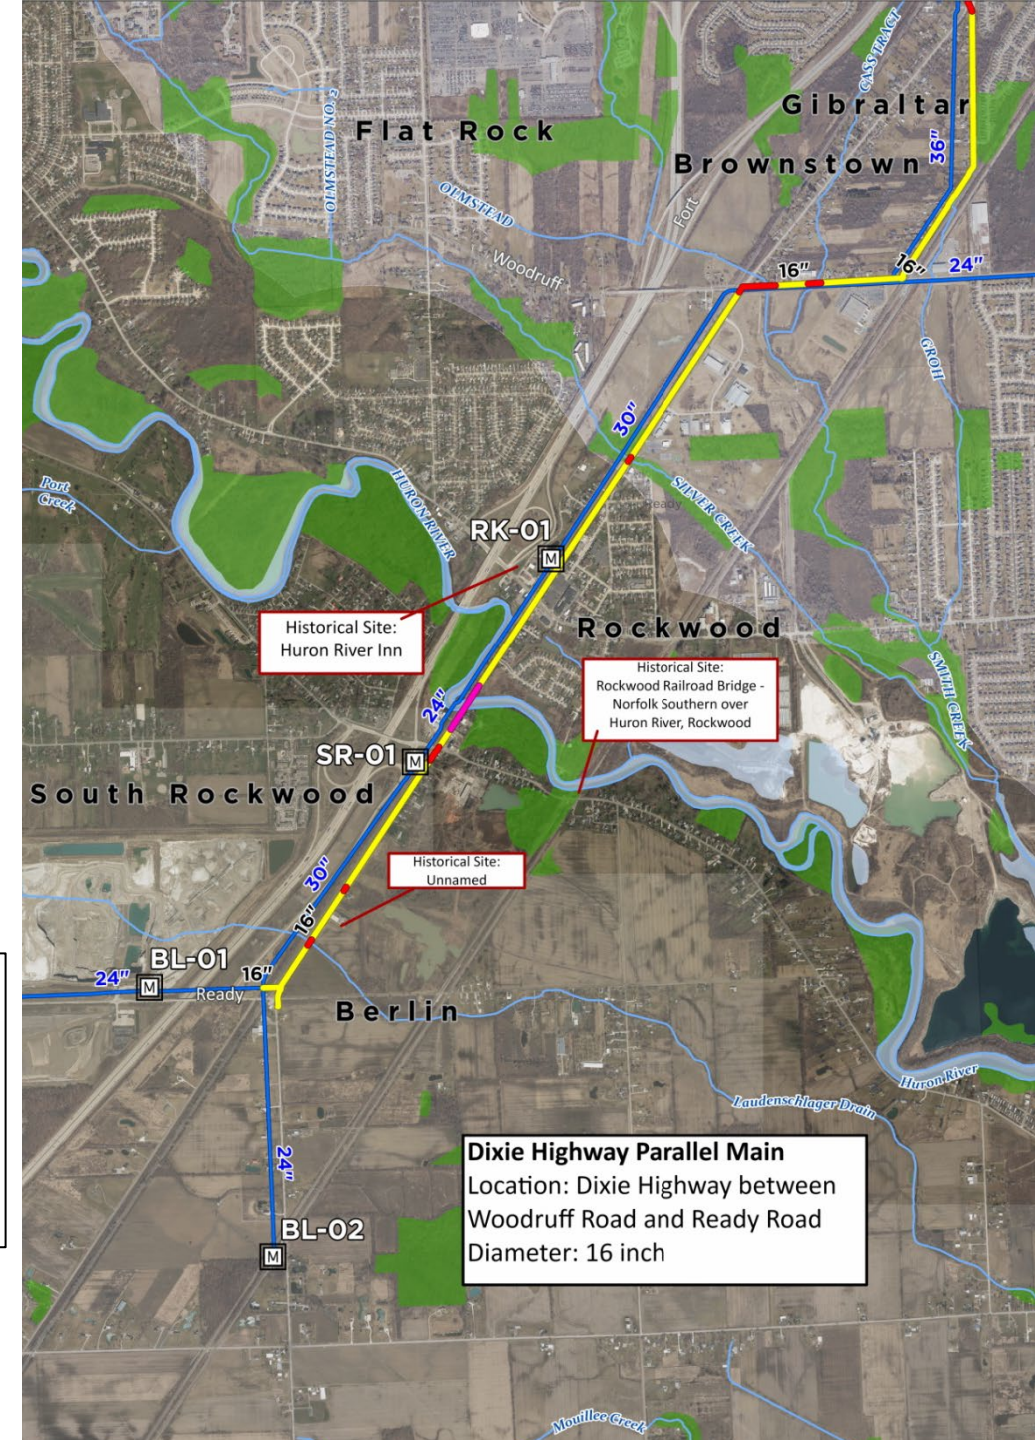 CASS TRACT
Gibraltar
OLMSTEAD NO. 2
Flat Rock
36"
Brownstown
OLMSTEAD
Fort
Woodruff
16"
16"
24"
GROH
30"
Port
Creek
HURON RIVER
SILVER CREEK
Ready
RK-01
M
Historical Site:
Huron River Inn
Rockwood
Historical Site:
Rockwood Railroad Bridge -
Norfolk Southern over
Huron River, Rockwood
SMITH CREEK
24"
SR-01
M
South Rockwood
Historical Site:
Unnamed
30"
16"
BL-01
24"
M
16"
Ready
Berlin
Huron River
Laudenschlager Drain
24"
Dixie Highway Parallel Main
Location: Dixie Highway between
Woodruff Road and Ready Road
Diameter: 16 inch
BL-02
M
Mouillee Creek